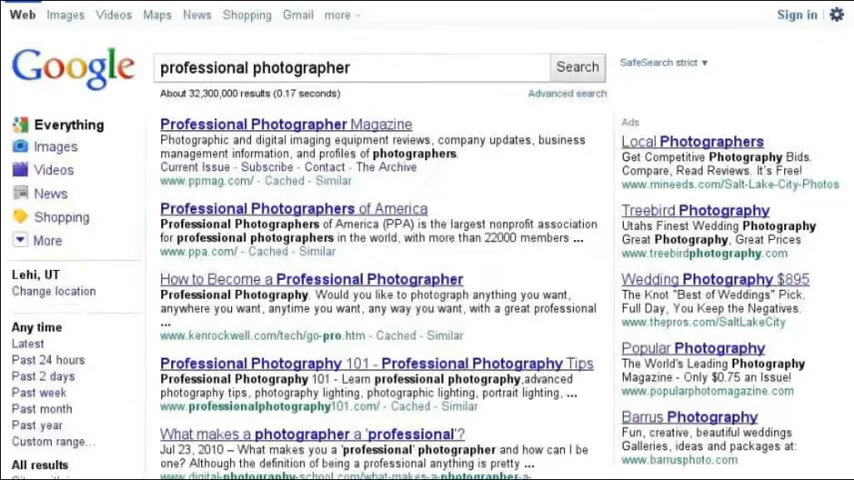 Web Images Videos Maps News Shopping Gmail more
Sign in
Google
professional photographer
Search
SafeSearch strict ▼
About 32,300,000 results (0.17 seconds)
Advanced search
Everything
Images
Videos
News
Shopping
More
Lehi, UT
Change location
Any time
Latest
Past 24 hours
Past 2 days
Past week
Past month
Past year
Custom range...
All results
Professional Photographer Magazine
Photographic and digital imaging equipment reviews, company updates, business
management information, and profiles of photographers.
Current Issue - Subscribe - Contact - The Archive
www.ppmag.com/ - Cached - Similar
Professional Photographers of America
Professional Photographers of America (PPA) is the largest nonprofit association
for professional photographers in the world, with more than 22000 members ...
www.ppa.com/ - Cached - Similar
How to Become a Professional Photographer
Professional Photography. Would you like to photograph anything you want,
anywhere you want, anytime you want, any way you want, with a great professional
...
www.kenrockwell.com/tech/go-pro.htm - Cached - Similar
Professional Photography 101 - Professional Photography Tips
Professional Photography 101 - Learn professional photography,advanced
photography tips, photography lighting, photographic lighting, portrait lighting, ...
www.professionalphotography101.com/ - Cached - Similar
What makes a photographer a 'professional'?
Jul 23, 2010 – What makes you a 'professional' photographer and how can I be
one? Although the definition of being a professional anything is pretty ...
www.digital-photography-school.com/what-makes-a-photographer-a-
Ads
Local Photographers
Get Competitive Photography Bids.
Compare, Read Reviews. It's Free!
www.mineeds.com/Salt-Lake-City-Photos
Treebird Photography
Utahs Finest Wedding Photography
Great Photography, Great Prices
www.treebirdphotography.com
Wedding Photography $895
The Knot "Best of Weddings" Pick.
Full Day, You Keep the Negatives.
www.thepros.com/SaltLakeCity
Popular Photography
The World's Leading Photography
Magazine - Only $0.75 an Issue!
www.popularphotomagazine.com
Barrus Photography
Fun, creative, beautiful weddings
Galleries, ideas and packages at:
www.barrusphoto.com